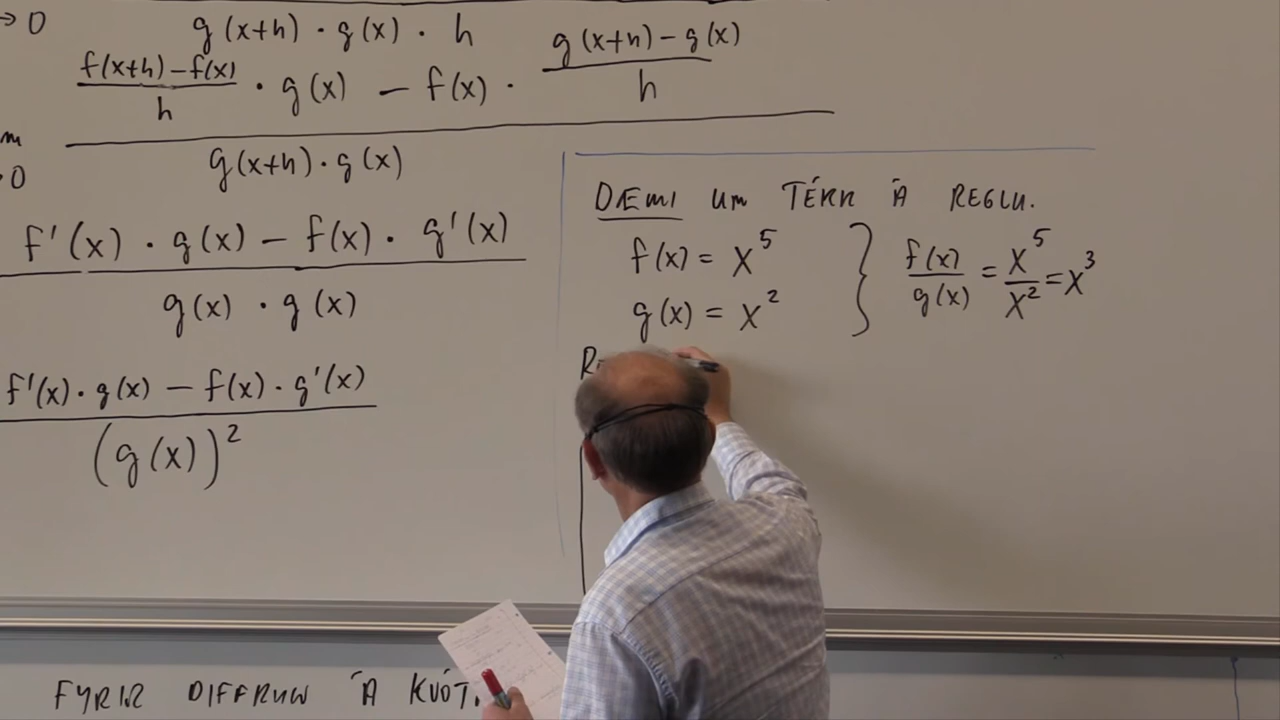 → 0
g(x+h) · g(x) · h
f(x+h) – f(x) / h · g(x) – f(x) · g(x+h) – g(x) / h
m
→ 0
g(x+h) · g(x)
f'(x) · g(x) – f(x) · g'(x)
g(x) · g(x)
f'(x) · g(x) – f(x) · g'(x)
(g(x))²
DÆMI UM TÉKK Á REGLU.
f(x) = x⁵
g(x) = x²
} f(x) / g(x) = x⁵ / x² = x³
FYRIR DIFFRUN Á KVÓT.